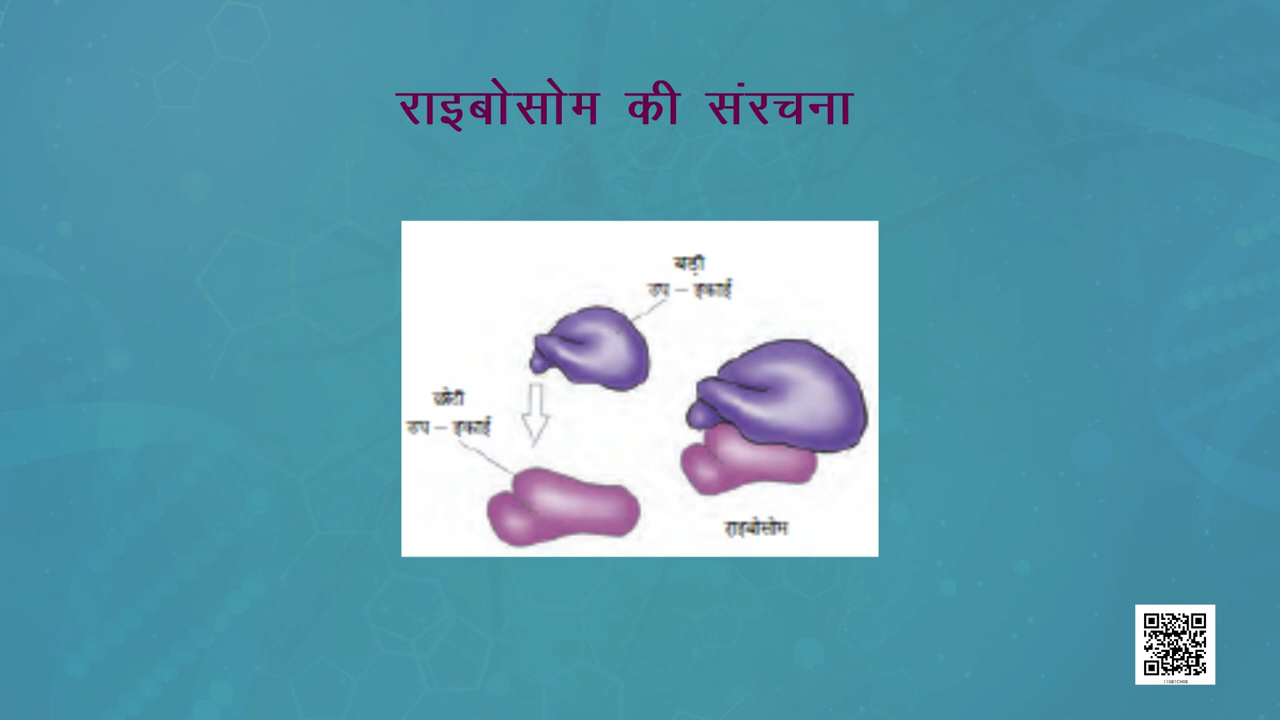 राइबोसोम की संरचना
बड़ी
उप – इकाई
छोटी
उप – इकाई
राइबोसोम